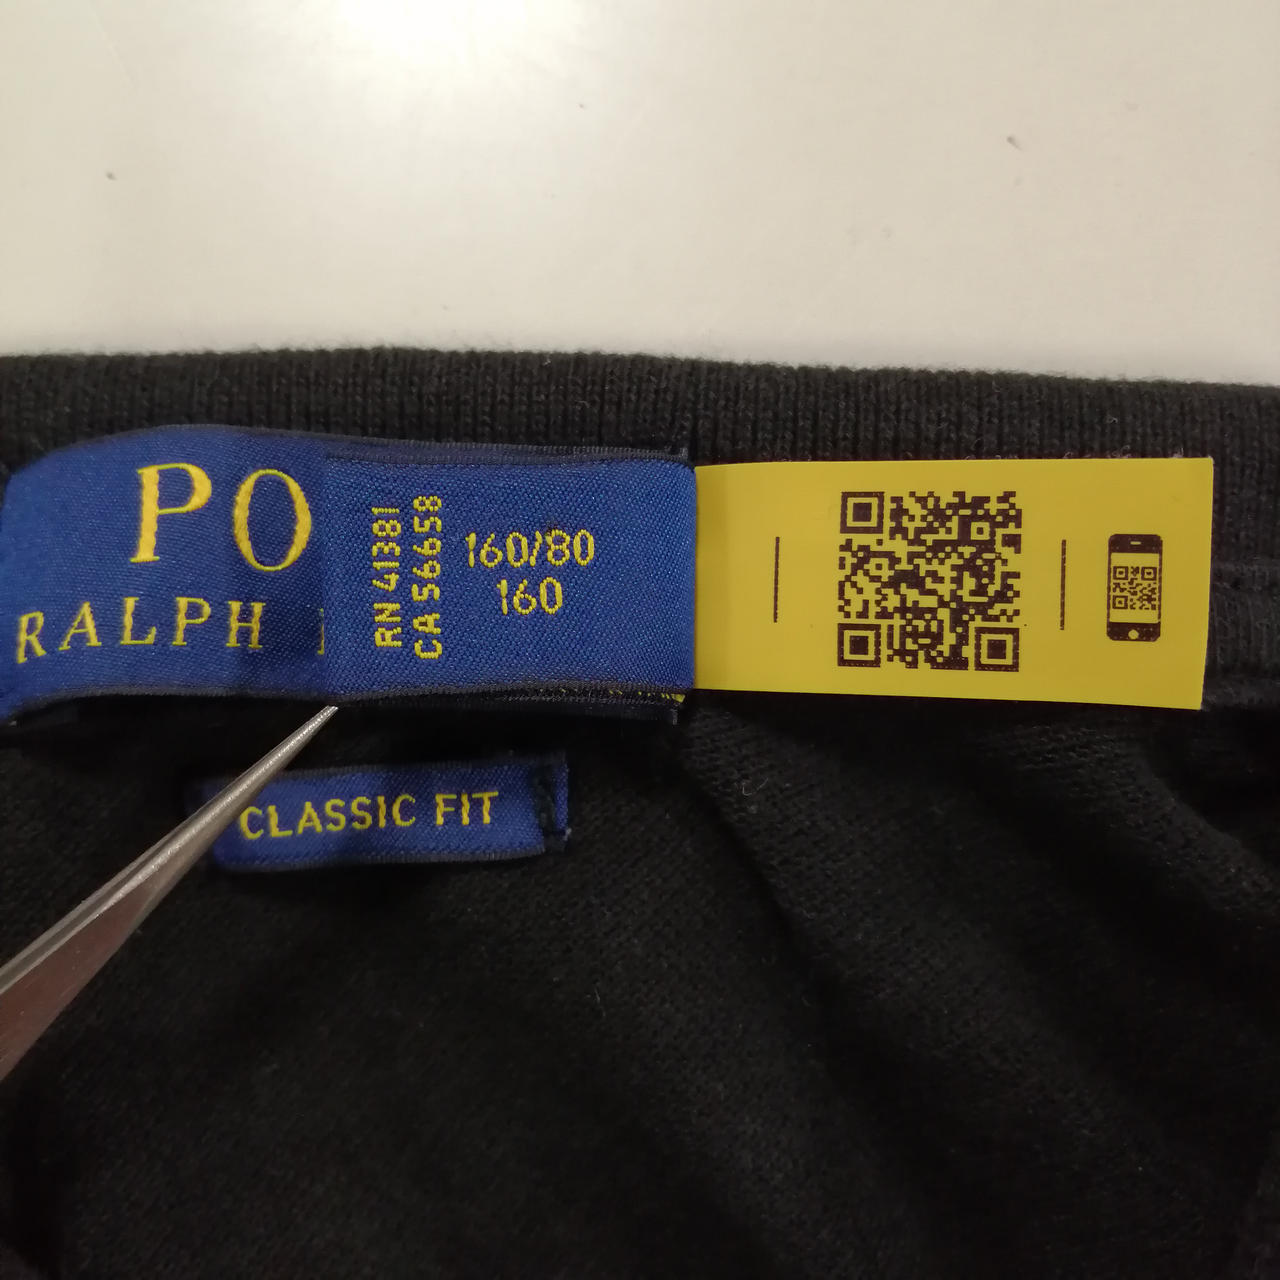 PO
RALPH
RN 41381
CA 56658
160/80
160
CLASSIC FIT